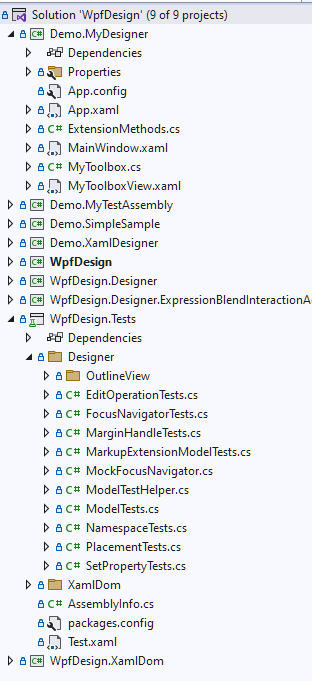 Solution 'WpfDesign' (9 of 9 projects)
Demo.MyDesigner
Dependencies
Properties
App.config
App.xaml
C# ExtensionMethods.cs
MainWindow.xaml
C# MyToolbox.cs
MyToolboxView.xaml
Demo.MyTestAssembly
Demo.SimpleSample
Demo.XamlDesigner
WpfDesign
WpfDesign.Designer
WpfDesign.Designer.ExpressionBlendInteractionA
WpfDesign.Tests
Dependencies
Designer
OutlineView
C# EditOperationTests.cs
C# FocusNavigatorTests.cs
C# MarginHandleTests.cs
C# MarkupExtensionModelTests.cs
C# MockFocusNavigator.cs
C# ModelTestHelper.cs
C# ModelTests.cs
C# NamespaceTests.cs
C# PlacementTests.cs
C# SetPropertyTests.cs
XamlDom
C# AssemblyInfo.cs
packages.config
Test.xaml
WpfDesign.XamlDom